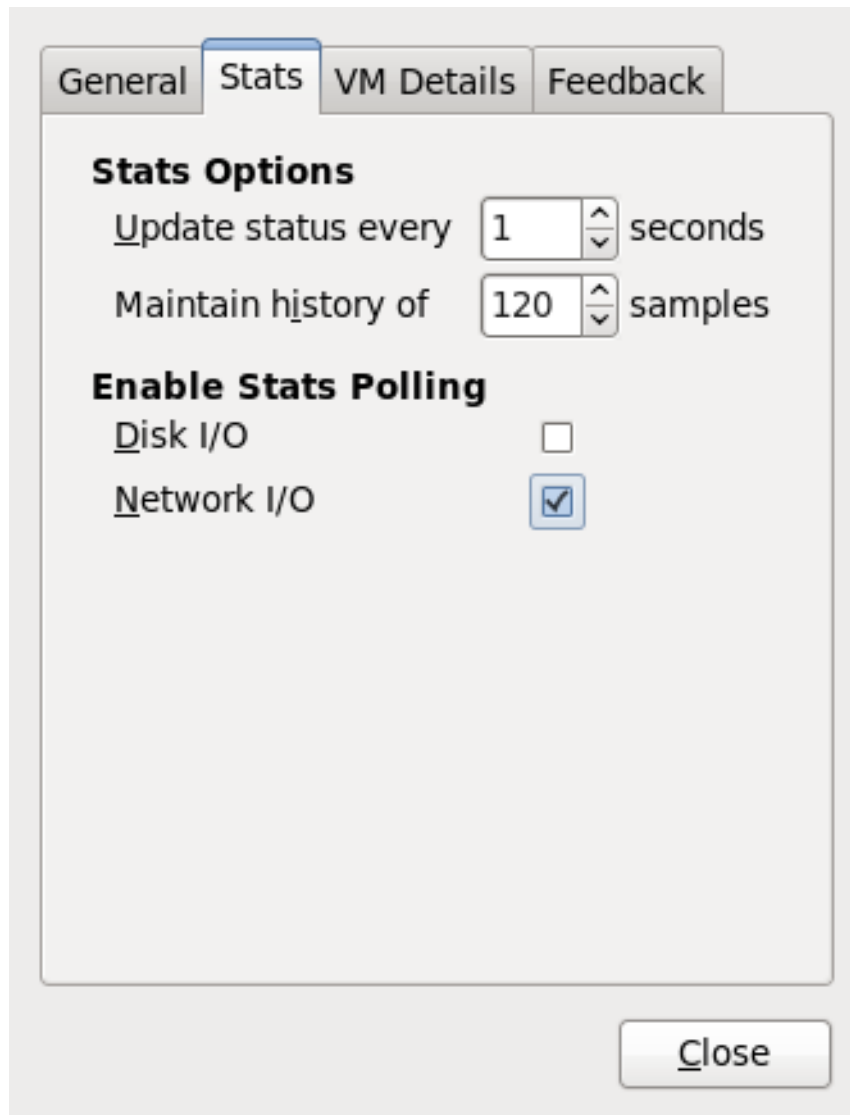 General Stats VM Details Feedback
Stats Options
Update status every 1 seconds
Maintain history of 120 samples
Enable Stats Polling
Disk I/O
Network I/O
Close